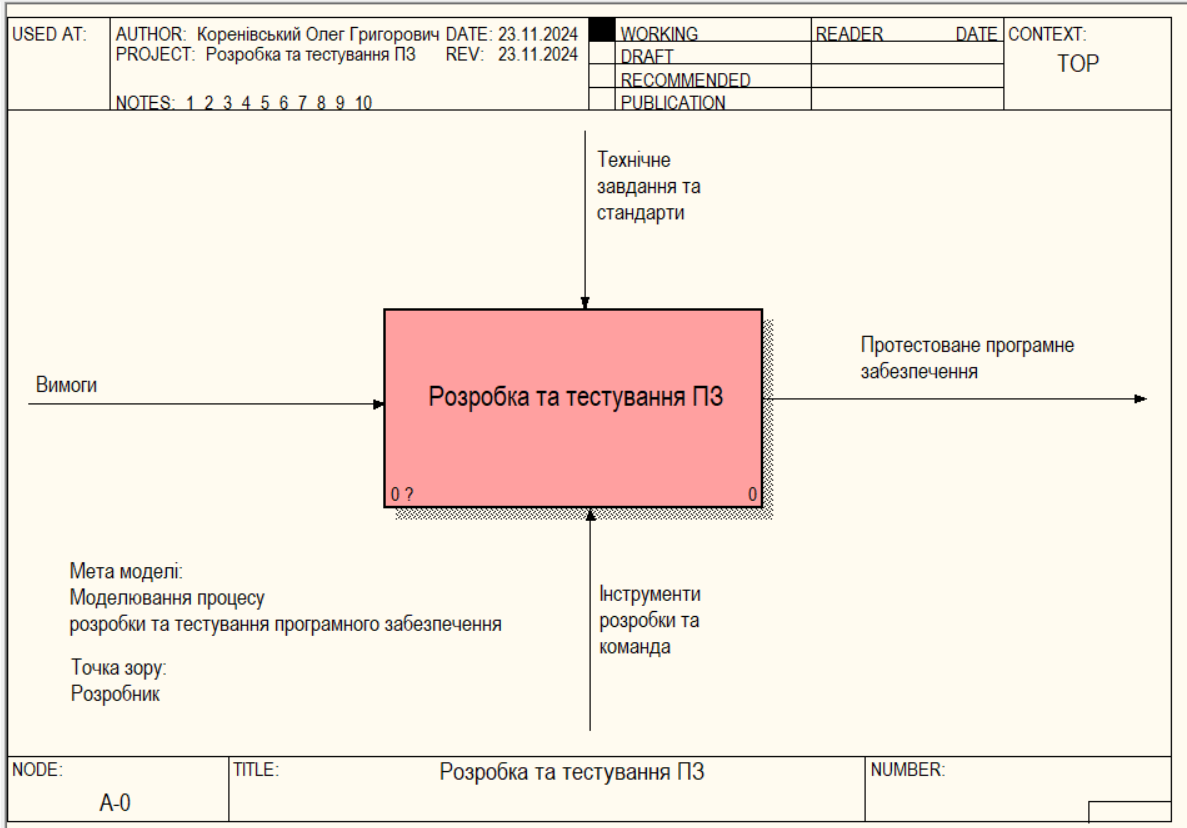 USED AT:
AUTHOR: Коренівський Олег Григорович DATE: 23.11.2024
PROJECT: Розробка та тестування ПЗ REV: 23.11.2024
NOTES: 1 2 3 4 5 6 7 8 9 10
WORKING
DRAFT
RECOMMENDED
PUBLICATION
READER DATE
CONTEXT:
TOP
Технічне
завдання та
стандарти
Вимоги
Розробка та тестування ПЗ
0 ?
0
Протестоване програмне
забезпечення
Інструменти
розробки та
команда
Мета моделі:
Моделювання процесу
розробки та тестування програмного забезпечення
Точка зору:
Розробник
NODE:
A-0
TITLE:
Розробка та тестування ПЗ
NUMBER: